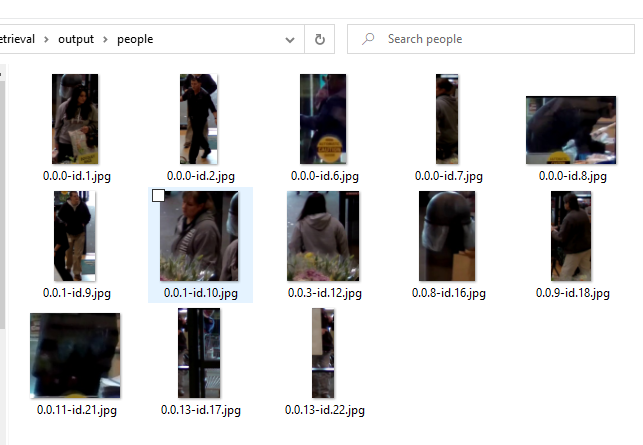 etrieval > output > people
Search people
0.0.0-id.1.jpg
0.0.0-id.2.jpg
0.0.0-id.6.jpg
0.0.0-id.7.jpg
0.0.0-id.8.jpg
0.0.1-id.9.jpg
0.0.1-id.10.jpg
0.0.3-id.12.jpg
0.0.8-id.16.jpg
0.0.9-id.18.jpg
0.0.11-id.21.jpg
0.0.13-id.17.jpg
0.0.13-id.22.jpg